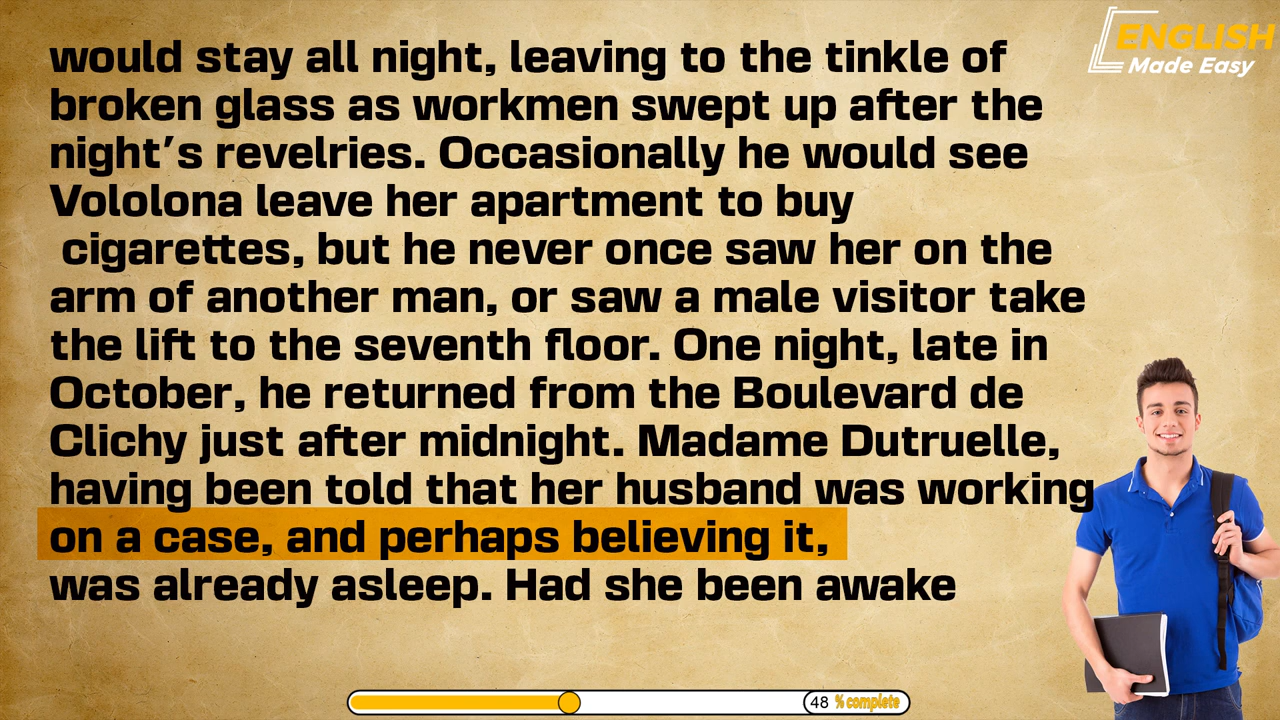 would stay all night, leaving to the tinkle of
broken glass as workmen swept up after the
night's revelries. Occasionally he would see
Vololona leave her apartment to buy
cigarettes, but he never once saw her on the
arm of another man, or saw a male visitor take
the lift to the seventh floor. One night, late in
October, he returned from the Boulevard de
Clichy just after midnight. Madame Dutruelle,
having been told that her husband was working
on a case, and perhaps believing it,
was already asleep. Had she been awake
ENGLISH
Made Easy
48 % complete